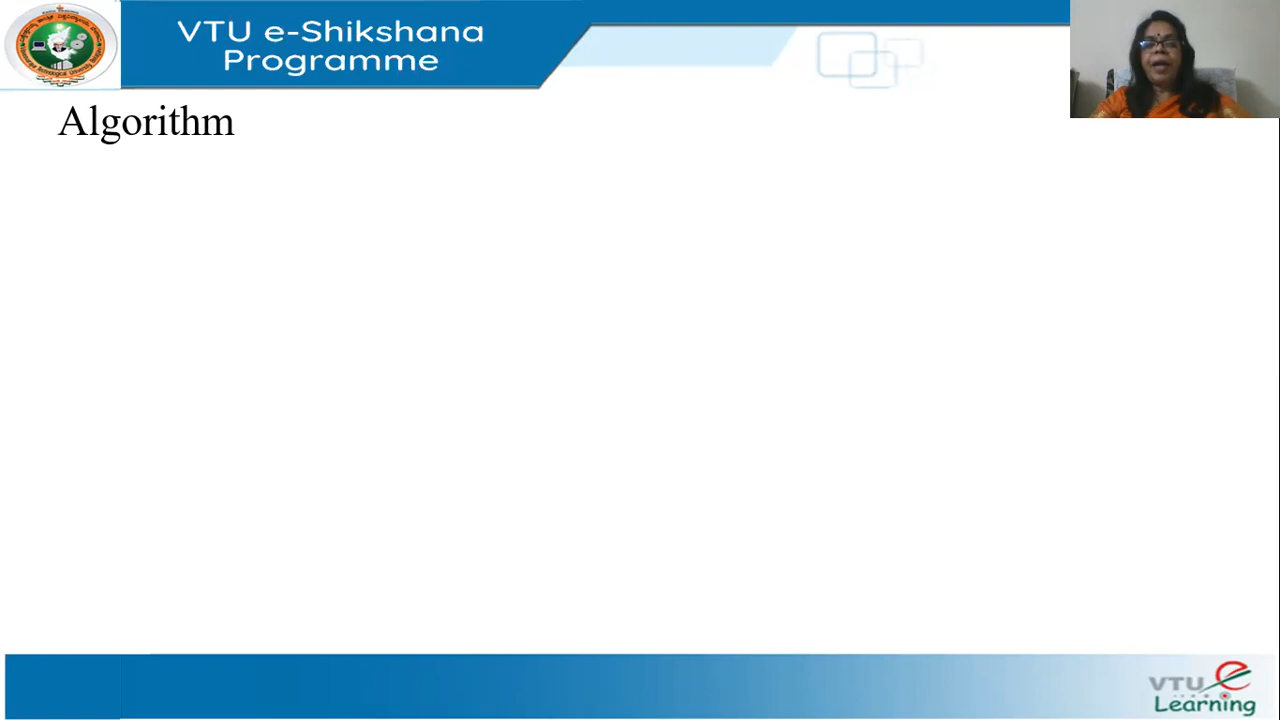 VTU e-Shikshana
Programme
Algorithm
VTU e
Learning